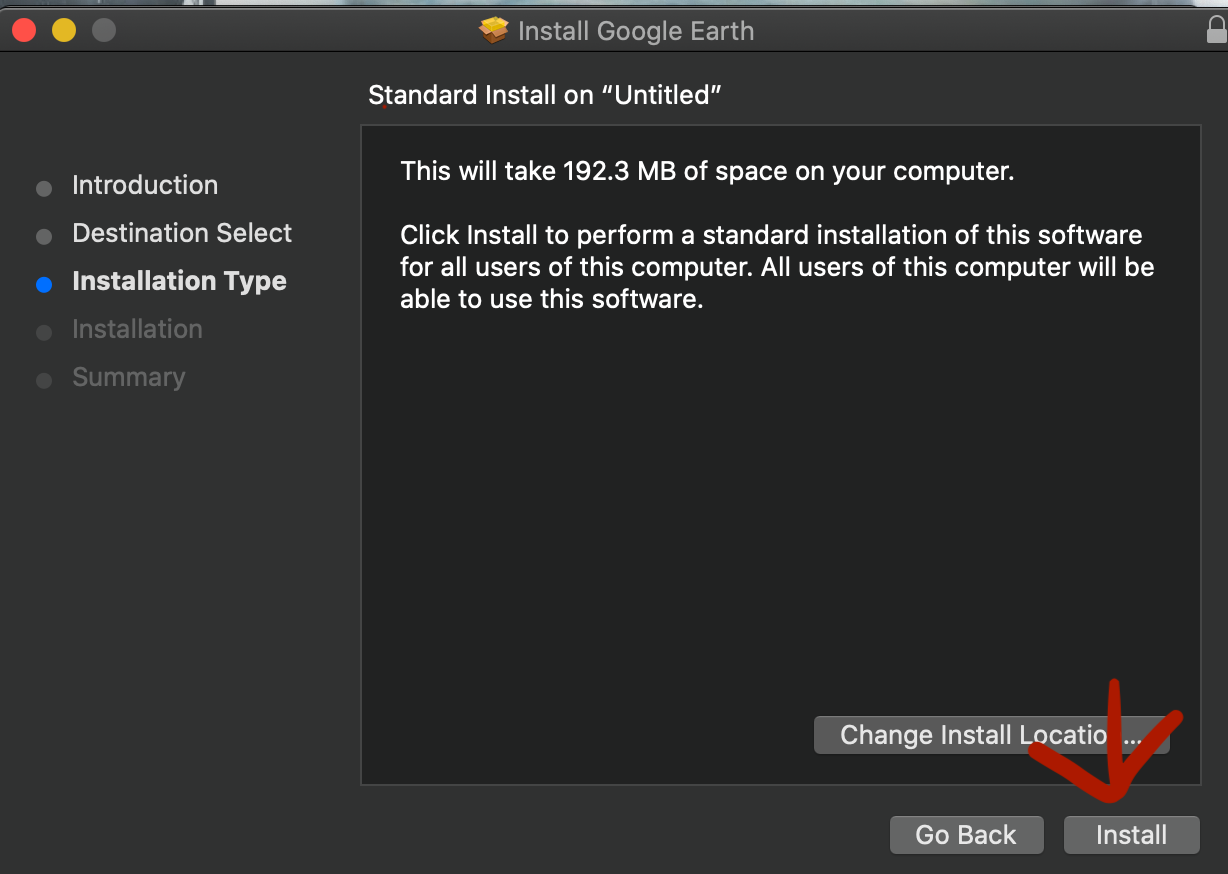 Install Google Earth
Standard Install on “Untitled”
Introduction
Destination Select
Installation Type
Installation
Summary
This will take 192.3 MB of space on your computer.
Click Install to perform a standard installation of this software
for all users of this computer. All users of this computer will be
able to use this software.
Change Install Location...
Go Back
Install